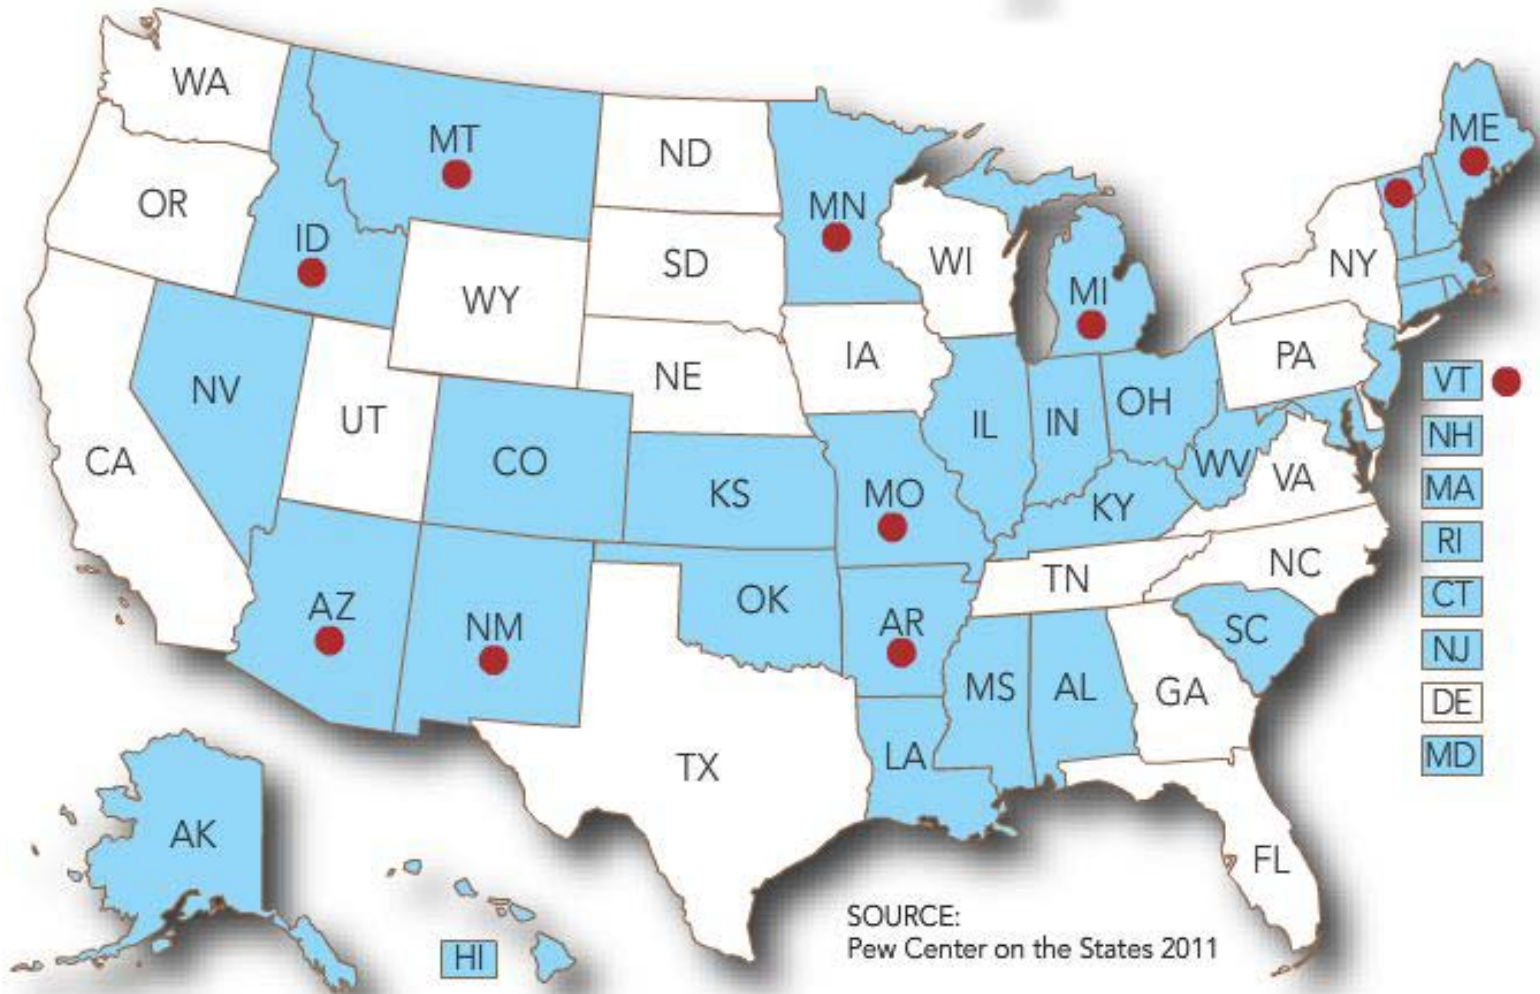 WA
MT
ND
ME
OR
ID
MN
WI
NY
SD
WY
MI
IA
PA
NE
NV
VT
UT
OH
CA
CO
IL
IN
NH
KS
WV
VA
MO
MA
KY
RI
NC
TN
CT
AZ
NM
OK
AR
SC
NJ
MS
AL
GA
DE
TX
LA
MD
AK
FL
HI
SOURCE:
Pew Center on the States 2011